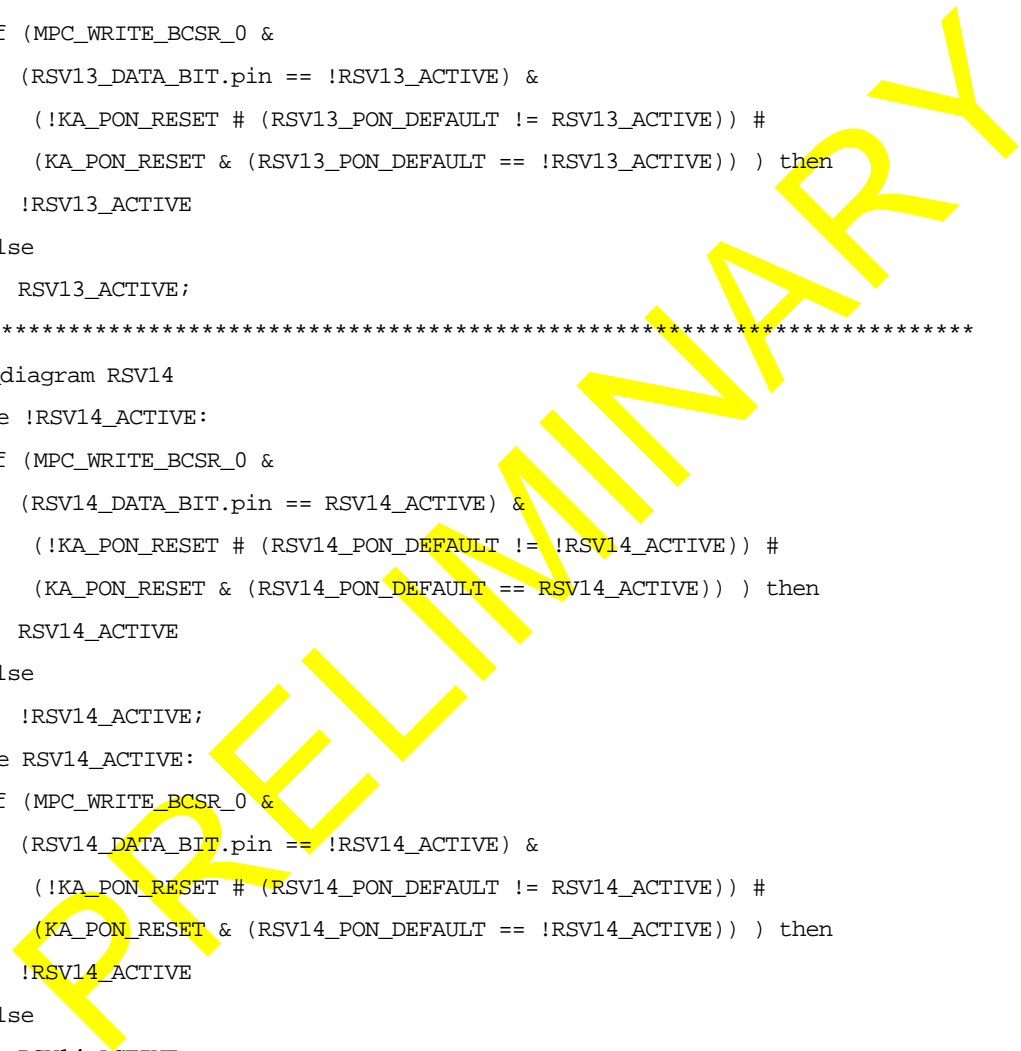 f (MPC_WRITE_BCSR_0 &
(RSV13_DATA_BIT.pin == !RSV13_ACTIVE) &
(!KA_PON_RESET # (RSV13_PON_DEFAULT != RSV13_ACTIVE)) #
(KA_PON_RESET & (RSV13_PON_DEFAULT == !RSV13_ACTIVE)) ) then
!RSV13_ACTIVE
lse
RSV13_ACTIVE;
*************************************************************************
_diagram RSV14
e !RSV14_ACTIVE:
f (MPC_WRITE_BCSR_0 &
(RSV14_DATA_BIT.pin == RSV14_ACTIVE) &
(!KA_PON_RESET # (RSV14_PON_DEFAULT != !RSV14_ACTIVE)) #
(KA_PON_RESET & (RSV14_PON_DEFAULT == RSV14_ACTIVE)) ) then
RSV14_ACTIVE
lse
!RSV14_ACTIVE;
e RSV14_ACTIVE:
f (MPC_WRITE_BCSR_0 &
(RSV14_DATA_BIT.pin == !RSV14_ACTIVE) &
(!KA_PON_RESET # (RSV14_PON_DEFAULT != RSV14_ACTIVE)) #
(KA_PON_RESET & (RSV14_PON_DEFAULT == !RSV14_ACTIVE)) ) then
!RSV14_ACTIVE
lse
PRELIMINARY